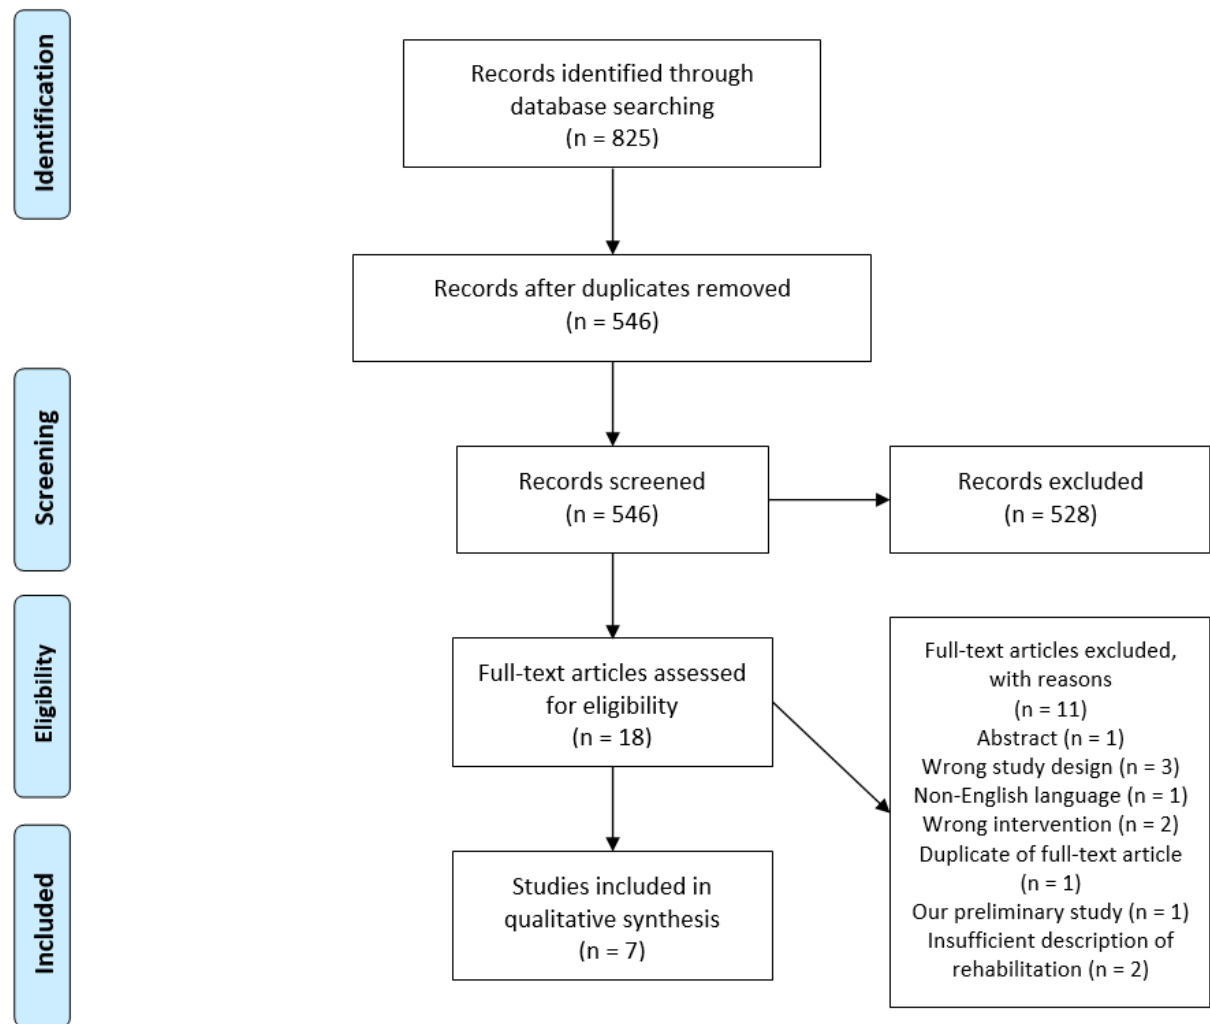 Identification
Records identified through
database searching
(n = 825)
Records after duplicates removed
(n = 546)
Screening
Records screened
(n = 546)
Records excluded
(n = 528)
Eligibility
Full-text articles assessed
for eligibility
(n = 18)
Full-text articles excluded,
with reasons
(n = 11)
Abstract (n = 1)
Wrong study design (n = 3)
Non-English language (n = 1)
Wrong intervention (n = 2)
Duplicate of full-text article
(n = 1)
Our preliminary study (n = 1)
Insufficient description of
rehabilitation (n = 2)
Included
Studies included in
qualitative synthesis
(n = 7)